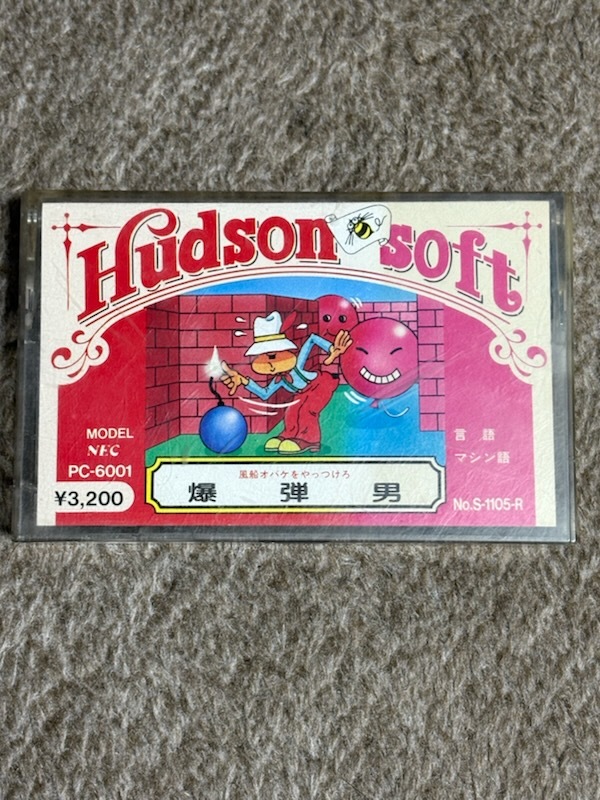 Hudson soft
MODEL
NEC
PC-6001
¥3,200
言語
マシン語
風船オバケをやっつけろ
爆弾男
No.S-1105-R